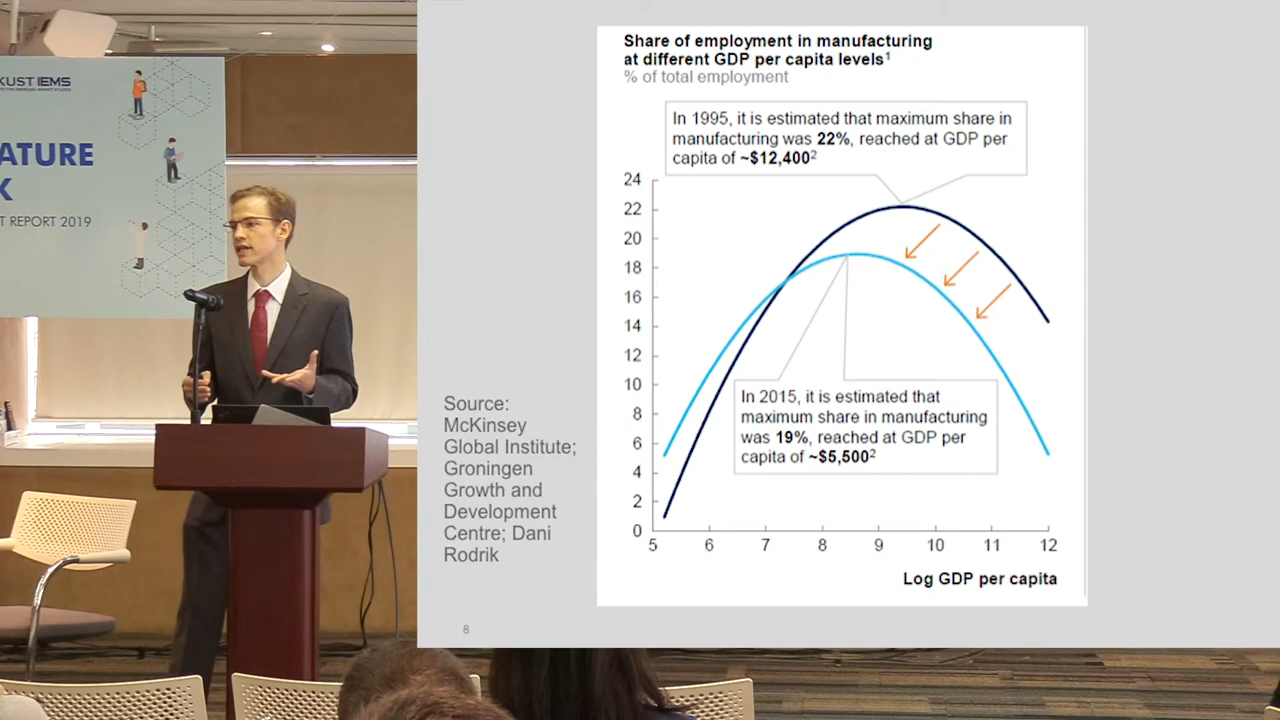 KUST IEMS
ATURE
K
T REPORT 2019
Share of employment in manufacturing
at different GDP per capita levels¹
% of total employment
In 1995, it is estimated that maximum share in
manufacturing was 22%, reached at GDP per
capita of ~$12,400²
24
22
20
18
16
14
12
10
8
6
4
2
0
In 2015, it is estimated that
maximum share in manufacturing
was 19%, reached at GDP per
capita of ~$5,500²
5 6 7 8 9 10 11 12
Log GDP per capita
Source:
McKinsey
Global Institute;
Groningen
Growth and
Development
Centre; Dani
Rodrik
8